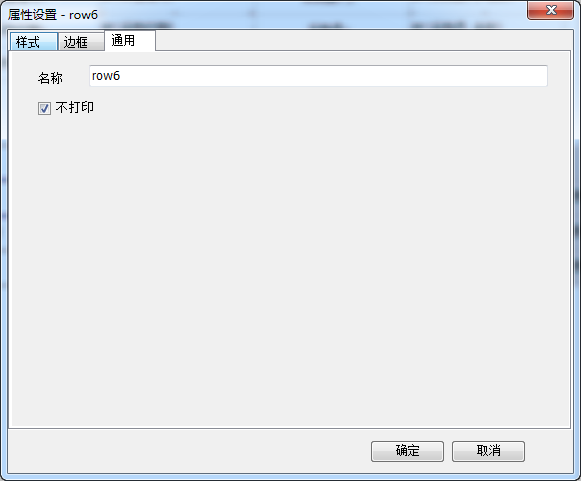 属性设置 - row6
样式 边框 通用
名称 row6
不打印
确定 取消